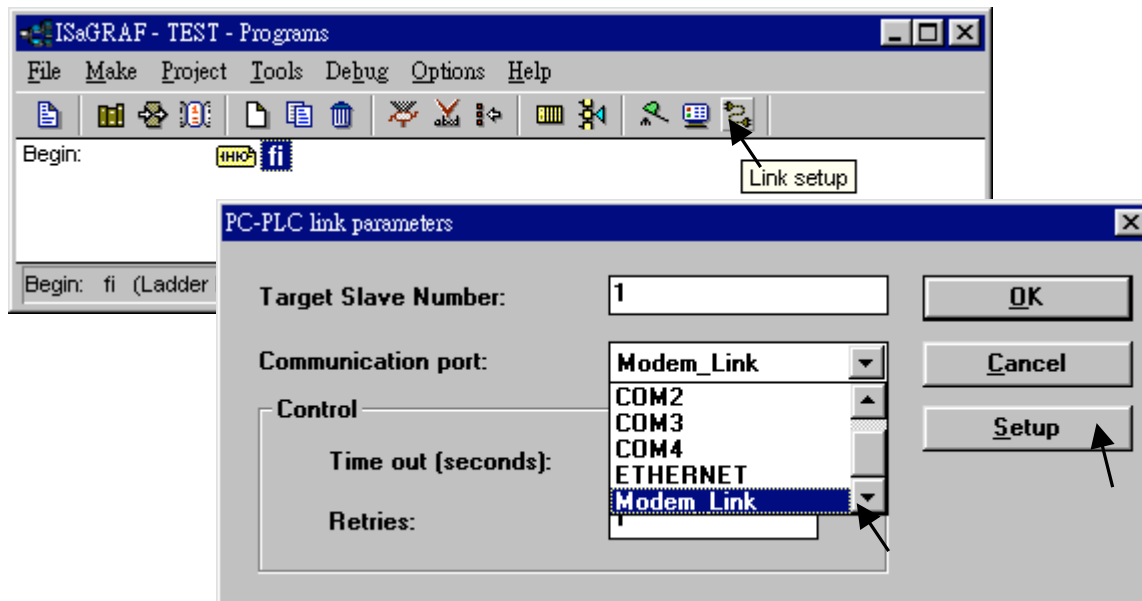 ISaGRAF - TEST - Programs
File Make Project Tools Debug Options Help
Begin: fi
Link setup
Begin: fi (Ladder
PC-PLC link parameters
Target Slave Number: 1 OK
Communication port: Modem_Link Cancel
COM2
Control COM3 Setup
COM4
Time out (seconds): ETHERNET
Modem_Link
Retries: